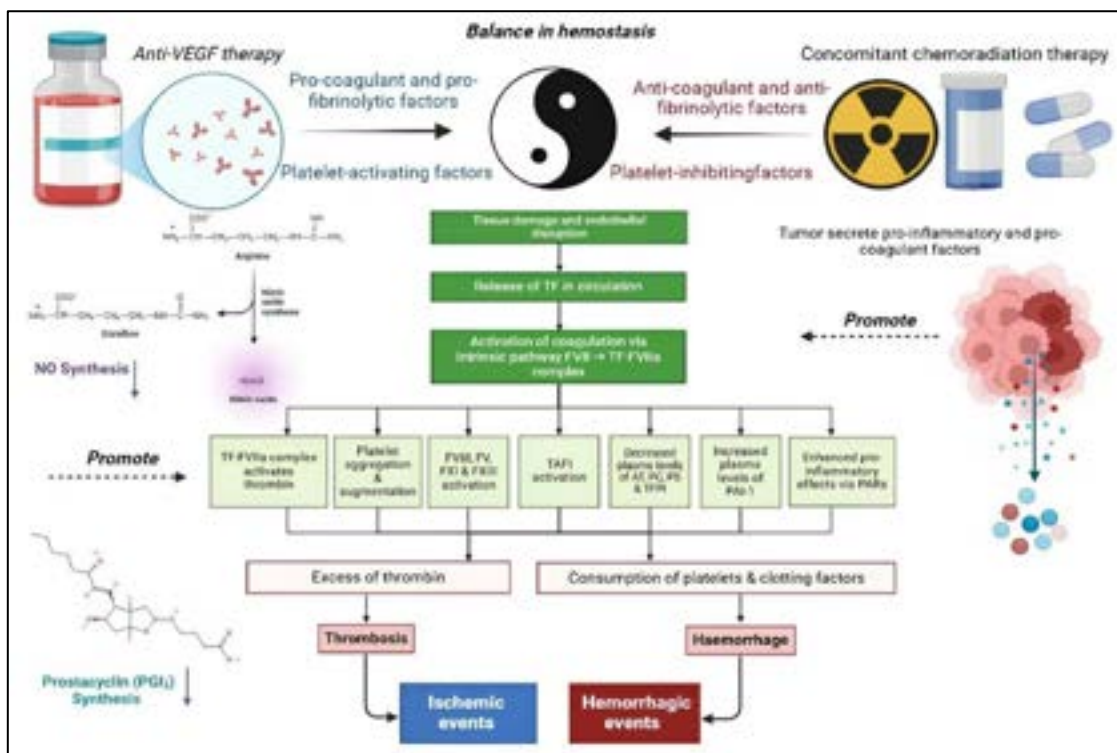 Balance in hemostasis
Anti-VEGF therapy
Concomitant chemoradiation therapy
Pro-coagulant and pro-
fibrinolytic factors
Anti-coagulant and anti-
fibrinolytic factors
Platelet-activating factors
Platelet-inhibitingfactors
Tissue damage and endothelial
disruption
Tumor secrete pro-inflammatory and pro-
coagulant factors
Arginine
Release of TF in circulation
Nitric
oxide
synthase
Citrulline
Promote
Activation of coagulation via
intrinsic pathway FVII → TF-FVIIa
complex
NO Synthesis
Nitric oxide
Promote
TF-FVIIa complex
activates
thrombin
Platelet
aggregation
&
augmentation
FVIII, FV,
FXI & FXIII
activation
TAFI
activation
Decreased
plasma levels
of AT, PC, PS
& TFPI
Increased
plasma
levels of
PAI-1
Enhanced pro-
inflammatory
effects via PARs
Excess of thrombin
Consumption of platelets & clotting factors
Thrombosis
Haemorrhage
Prostacyclin (PGI₂)
Synthesis
Ischemic
events
Hemorrhagic
events